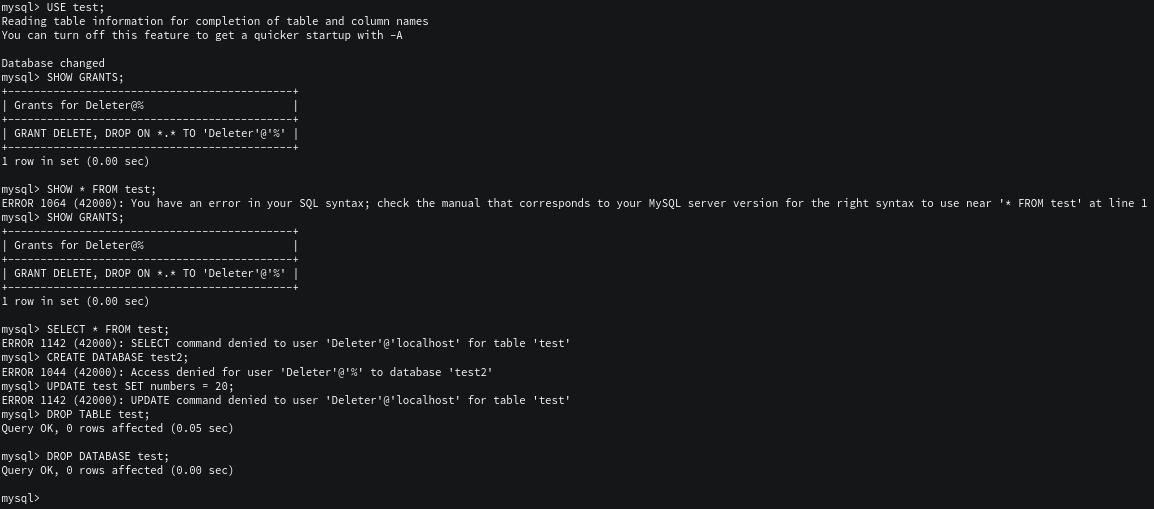 mysql> USE test;
Reading table information for completion of table and column names
You can turn off this feature to get a quicker startup with -A

Database changed
mysql> SHOW GRANTS;
+---------------------------------------------+
| Grants for Deleter@%                        |
+---------------------------------------------+
| GRANT DELETE, DROP ON *.* TO 'Deleter'@'%' |
+---------------------------------------------+
1 row in set (0.00 sec)

mysql> SHOW * FROM test;
ERROR 1064 (42000): You have an error in your SQL syntax; check the manual that corresponds to your MySQL server version for the right syntax to use near '* FROM test' at line 1
mysql> SHOW GRANTS;
+---------------------------------------------+
| Grants for Deleter@%                        |
+---------------------------------------------+
| GRANT DELETE, DROP ON *.* TO 'Deleter'@'%' |
+---------------------------------------------+
1 row in set (0.00 sec)

mysql> SELECT * FROM test;
ERROR 1142 (42000): SELECT command denied to user 'Deleter'@'localhost' for table 'test'
mysql> CREATE DATABASE test2;
ERROR 1044 (42000): Access denied for user 'Deleter'@'%' to database 'test2'
mysql> UPDATE test SET numbers = 20;
ERROR 1142 (42000): UPDATE command denied to user 'Deleter'@'localhost' for table 'test'
mysql> DROP TABLE test;
Query OK, 0 rows affected (0.05 sec)

mysql> DROP DATABASE test;
Query OK, 0 rows affected (0.00 sec)

mysql>